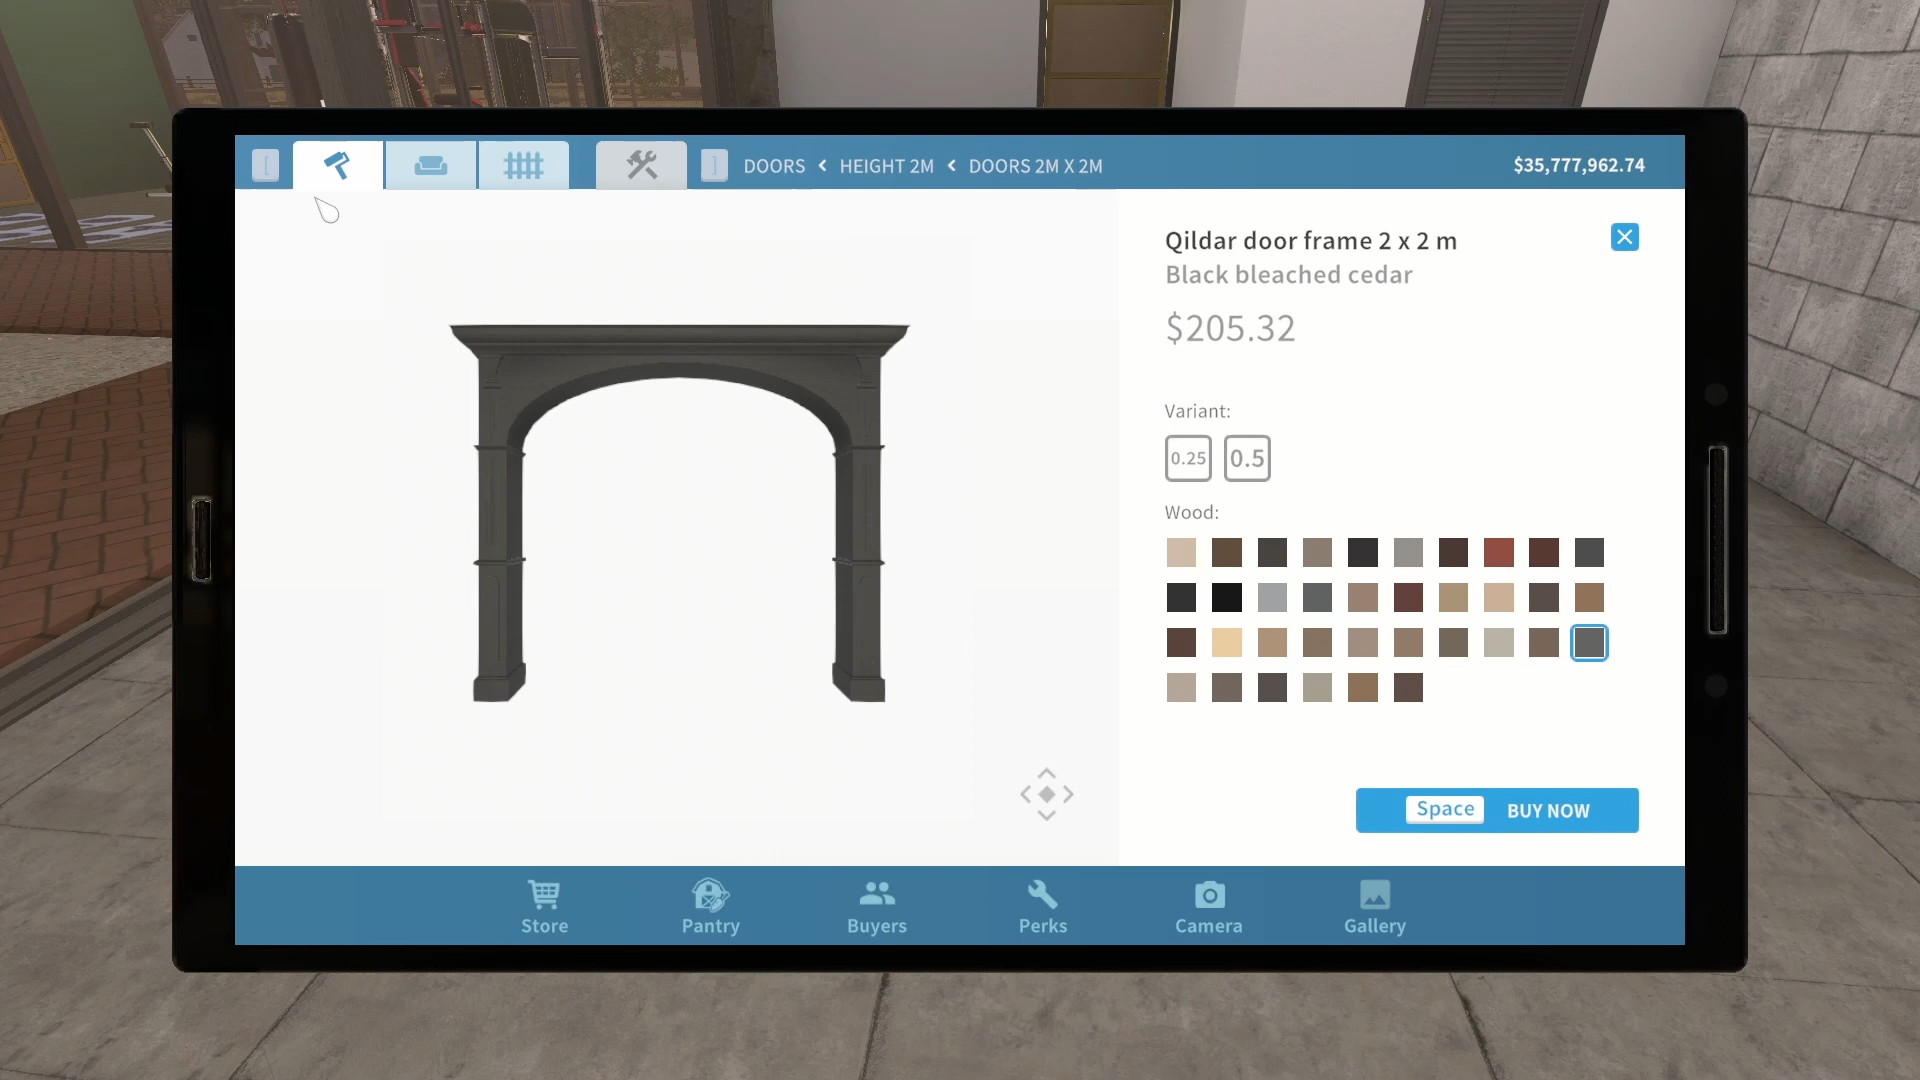 [
]
DOORS < HEIGHT 2M < DOORS 2M X 2M
$35,777,962.74
Qildar door frame 2 x 2 m
Black bleached cedar
$205.32
Variant:
0.25 0.5
Wood:
Space BUY NOW
Store Pantry Buyers Perks Camera Gallery